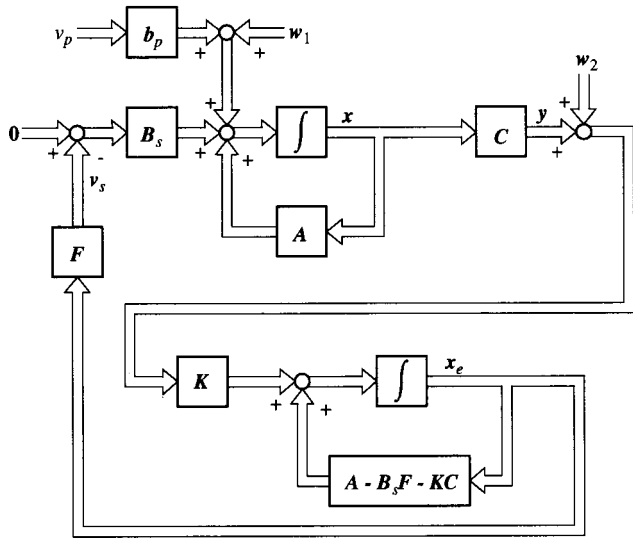 v_p b_p + + w_1
w_2
0 + - B_s + + + ∫ x C y + +
v_s
A
F
K + + ∫ x_e
A - B_sF - KC